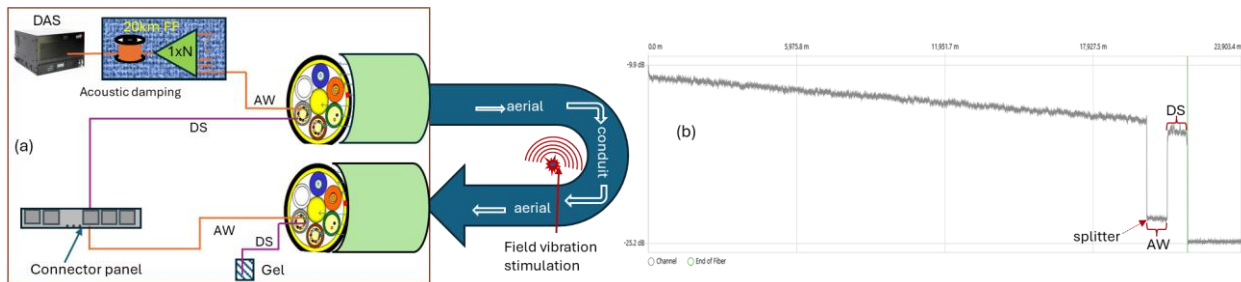 DAS
20km FP
1xN
Acoustic damping
AW
DS
(a)
aerial
conduit
aerial
AW
DS
Connector panel
Gel
Field vibration
stimulation
0.0 m
5,975.8 m
11,951.7 m
17,927.5 m
23,903.4 m
-9.9 dB
(b)
DS
splitter
AW
-25.2 dB
Channel
End of Fiber